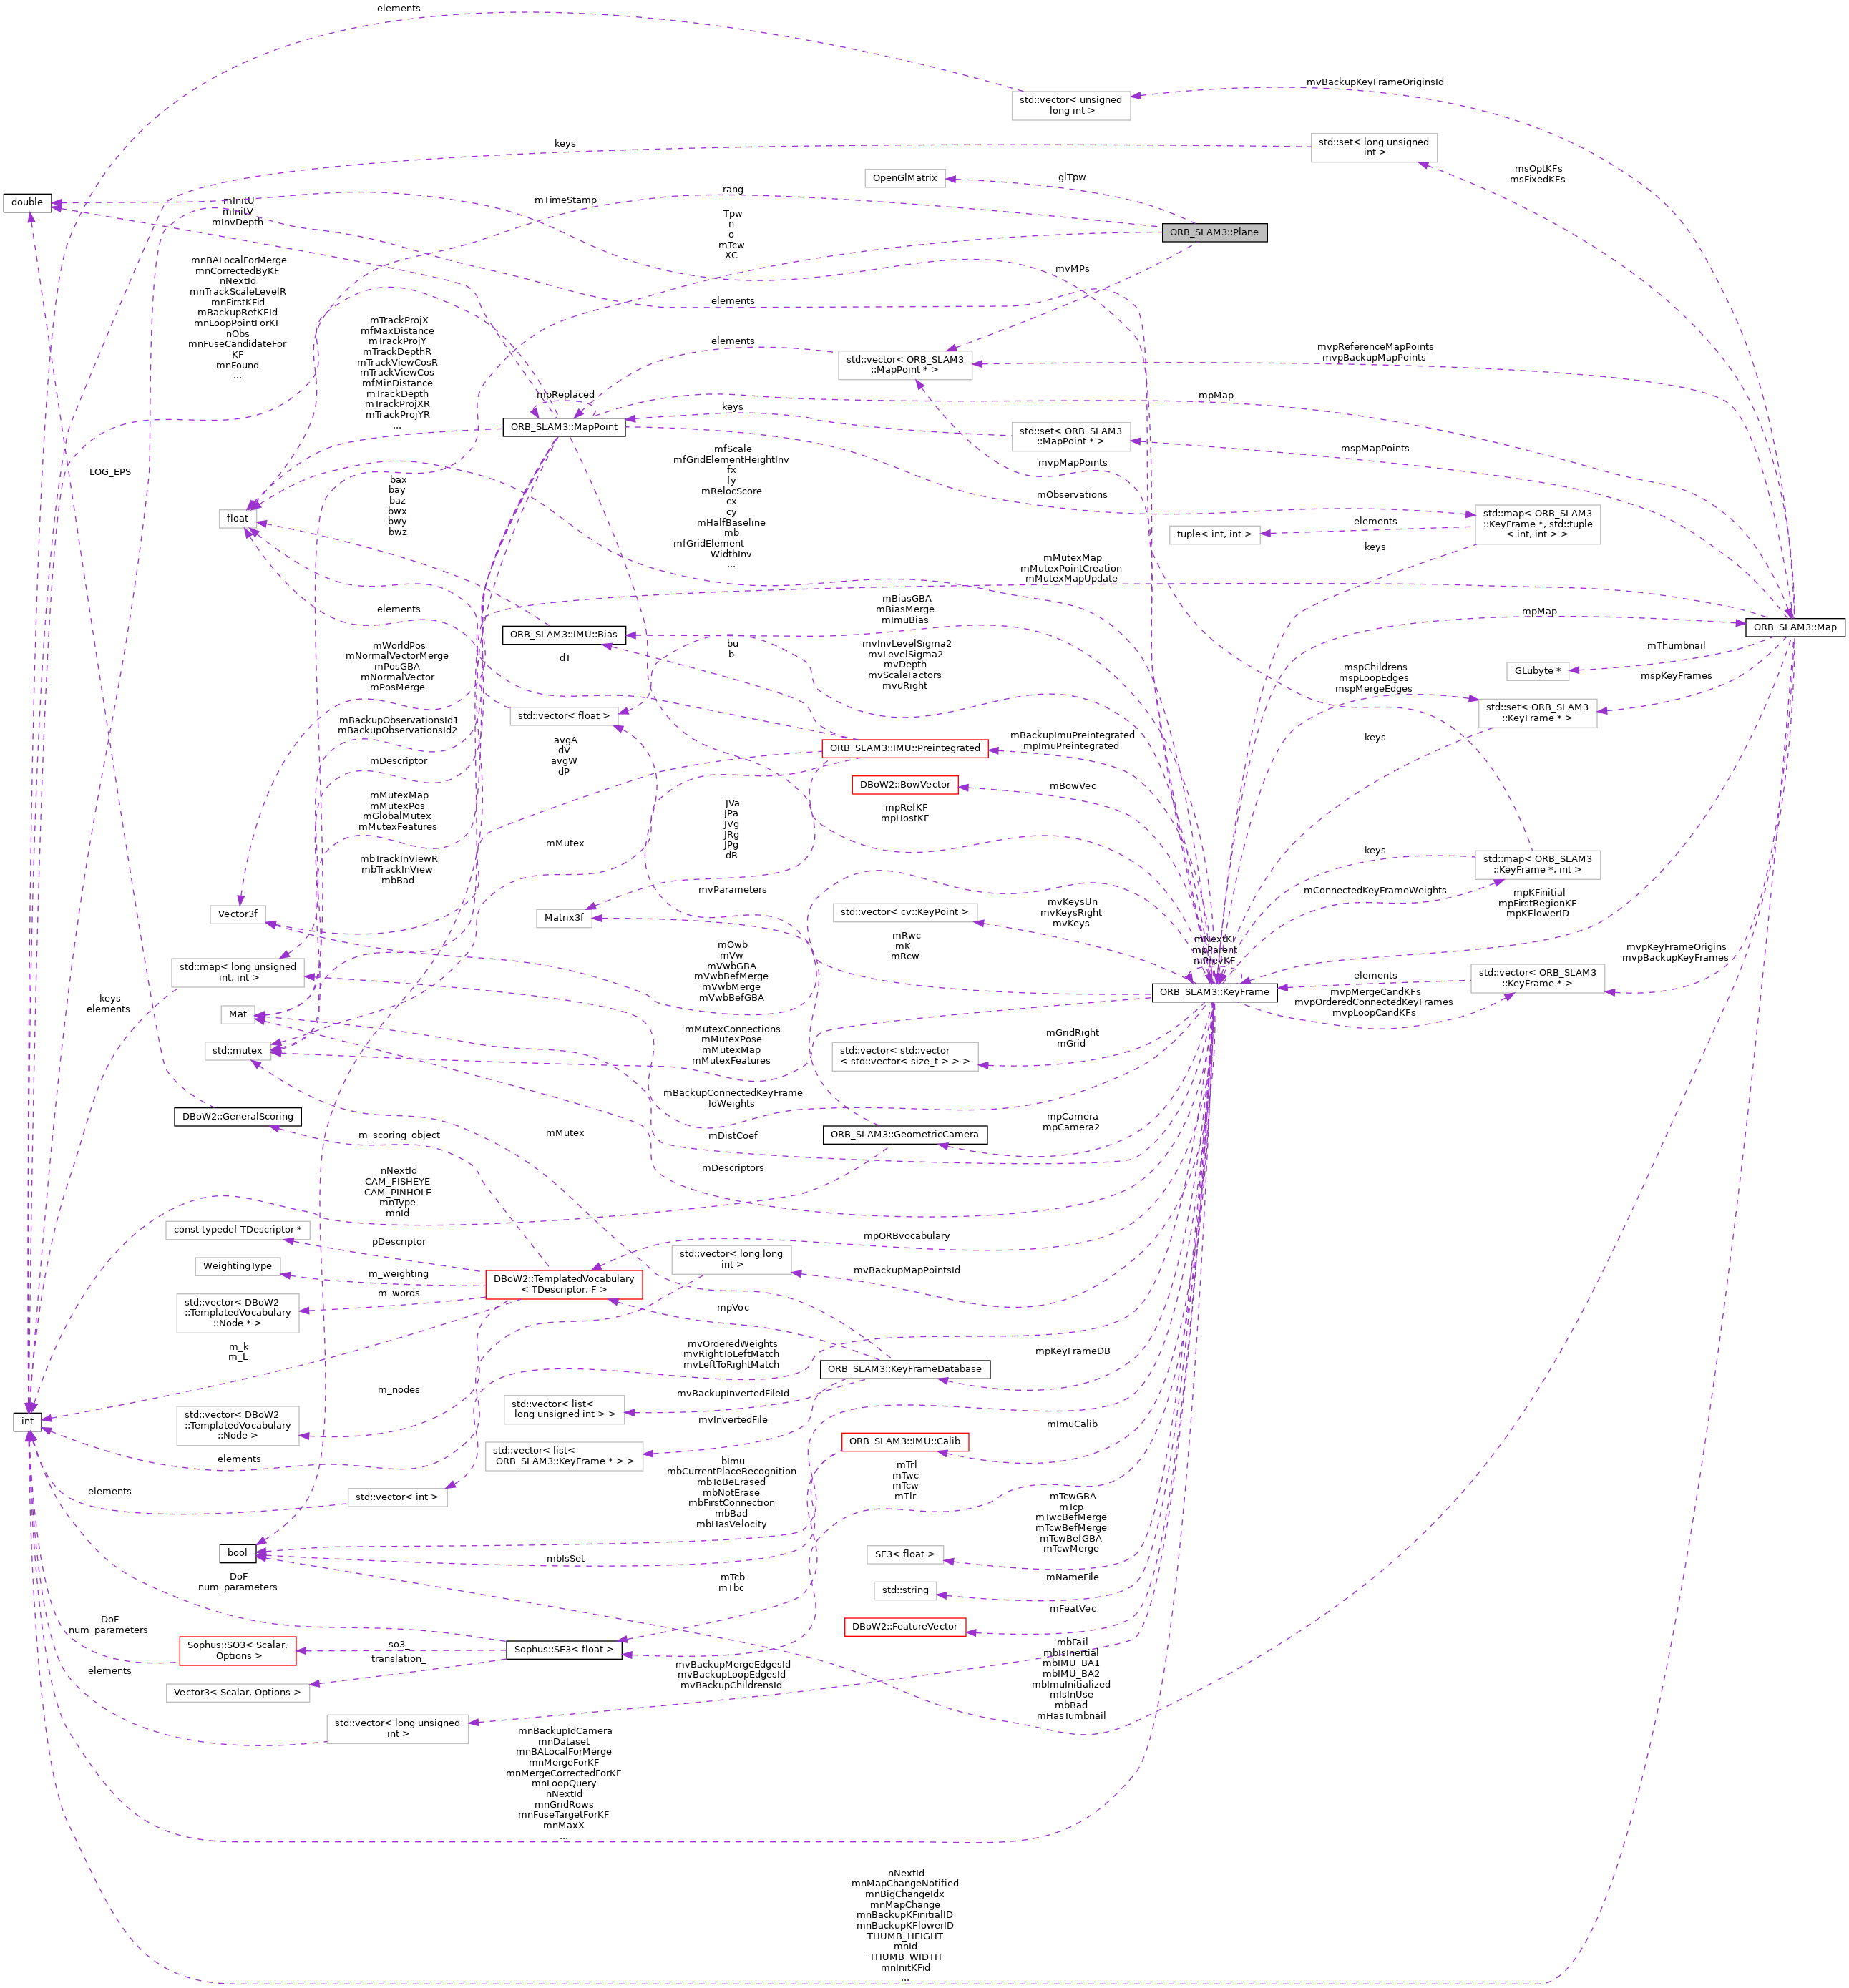 elements
mvBackupKeyFrameOriginsId
std::vector< unsigned
long int >
keys
std::set< long unsigned
int >
msOptKFs
msFixedKFs
OpenGlMatrix
glTpw
rang
mTimeStamp
double
mInitU
mInitV
mInvDepth
Tpw
n
o
mTcw
XC
ORB_SLAM3::Plane
mvMPs
mnBALocalForMerge
mnCorrectedByKF
nNextId
mnTrackScaleLevelR
mnFirstKFid
mBackupRefKFId
mnLoopPointForKF
nObs
mnFuseCandidateFor
KF
mnFound
...
elements
mTrackProjX
mfMaxDistance
mTrackProjY
mTrackDepthR
mTrackViewCosR
mTrackViewCos
mfMinDistance
mTrackDepth
mTrackProjXR
mTrackProjYR
...
elements
std::vector< ORB_SLAM3
::MapPoint * >
mvpReferenceMapPoints
mvpBackupMapPoints
mpReplaced
ORB_SLAM3::MapPoint
keys
mpMap
std::set< ORB_SLAM3
::MapPoint * >
mspMapPoints
LOG_EPS
bax
bay
baz
bwx
bwy
bwz
mfScale
mfGridElementHeightInv
fx
fy
mRelocScore
cx
cy
mHalfBaseline
mb
mfGridElement
WidthInv
...
mvpMapPoints
mObservations
std::map< ORB_SLAM3
::KeyFrame *, std::tuple
< int, int > >
float
tuple< int, int >
elements
keys
mMutexMap
mMutexPointCreation
mMutexMapUpdate
elements
mBiasGBA
mBiasMerge
mImuBias
mpMap
ORB_SLAM3::IMU::Bias
ORB_SLAM3::Map
mWorldPos
mNormalVectorMerge
mPosGBA
mNormalVector
mPosMerge
dT
bu
b
mvInvLevelSigma2
mvLevelSigma2
mvDepth
mvScaleFactors
mvuRight
mThumbnail
GLubyte *
mspChildrens
mspLoopEdges
mspMergeEdges
mspKeyFrames
std::set< ORB_SLAM3
::KeyFrame * >
mBackupObservationsId1
mBackupObservationsId2
std::vector< float >
avgA
dV
avgW
dP
ORB_SLAM3::IMU::Preintegrated
mBackupImuPreintegrated
mpImuPreintegrated
keys
mDescriptor
DBoW2::BowVector
mBowVec
mMutexMap
mMutexPos
mGlobalMutex
mMutexFeatures
JVa
JPa
JVg
JRg
JPg
dR
mpRefKF
mpHostKF
mMutex
mbTrackInViewR
mbTrackInView
mbBad
keys
std::map< ORB_SLAM3
::KeyFrame *, int >
mvParameters
mConnectedKeyFrameWeights
mpKFinitial
mpFirstRegionKF
mpKFlowerID
Vector3f
Matrix3f
std::vector< cv::KeyPoint >
mvKeysUn
mvKeysRight
mvKeys
mRwc
mK_
mRcw
mNextKF
mpParent
mPrevKF
mvpKeyFrameOrigins
mvpBackupKeyFrames
mOwb
mVw
mVwbGBA
mVwbBefMerge
mVwbMerge
mVwbBefGBA
std::map< long unsigned
int, int >
elements
std::vector< ORB_SLAM3
::KeyFrame * >
ORB_SLAM3::KeyFrame
mvpMergeCandKFs
mvpOrderedConnectedKeyFrames
mvpLoopCandKFs
keys
elements
Mat
std::mutex
mMutexConnections
mMutexPose
mMutexMap
mMutexFeatures
mGridRight
mGrid
std::vector< std::vector
< std::vector< size_t > > >
mBackupConnectedKeyFrame
IdWeights
DBoW2::GeneralScoring
m_scoring_object
mMutex
mDistCoef
ORB_SLAM3::GeometricCamera
mpCamera
mpCamera2
mDescriptors
nNextId
CAM_FISHEYE
CAM_PINHOLE
mnType
mnId
const typedef TDescriptor *
pDescriptor
mpORBvocabulary
WeightingType
m_weighting
DBoW2::TemplatedVocabulary
< TDescriptor, F >
std::vector< long long
int >
mvBackupMapPointsId
std::vector< DBoW2
::TemplatedVocabulary
::Node * >
m_words
mpVoc
m_k
m_L
mvOrderedWeights
mvRightToLeftMatch
mvLeftToRightMatch
ORB_SLAM3::KeyFrameDatabase
mpKeyFrameDB
m_nodes
mvBackupInvertedFileId
std::vector< list<
long unsigned int > >
int
std::vector< DBoW2
::TemplatedVocabulary
::Node >
mvInvertedFile
mImuCalib
ORB_SLAM3::IMU::Calib
elements
std::vector< list<
ORB_SLAM3::KeyFrame * > >
bImu
mbCurrentPlaceRecognition
mbToBeErased
mbNotErase
mbFirstConnection
mbBad
mbHasVelocity
mTrl
mTwc
mTcw
mTlr
elements
std::vector< int >
mTcwGBA
mTcp
mTwcBefMerge
mTcwBefMerge
mTcwBefGBA
mTcwMerge
bool
mbIsSet
SE3< float >
DoF
num_parameters
mTcb
mTbc
std::string
mNameFile
DoF
num_parameters
DBoW2::FeatureVector
mFeatVec
Sophus::SO3< Scalar,
Options >
so3_
Sophus::SE3< float >
translation_
elements
Vector3< Scalar, Options >
mvBackupMergeEdgesId
mvBackupLoopEdgesId
mvBackupChildrensId
mbFail
mbIsInertial
mbIMU_BA1
mbIMU_BA2
mbImuInitialized
mIsInUse
mbBad
mHasTumbnail
std::vector< long unsigned
int >
mnBackupIdCamera
mnDataset
mnBALocalForMerge
mnMergeForKF
mnMergeCorrectedForKF
mnLoopQuery
nNextId
mnGridRows
mnFuseTargetForKF
mnMaxX
...
nNextId
mnMapChangeNotified
mnBigChangeIdx
mnMapChange
mnBackupKFinitialID
mnBackupKFlowerID
THUMB_HEIGHT
mnId
THUMB_WIDTH
mnInitKFid
...